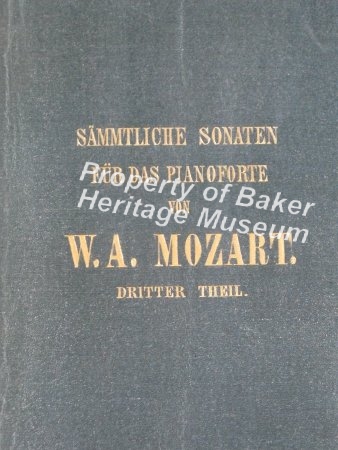 SÄMMTLICHE SONATEN
FÜR DAS PIANOFORTE
VON
W. A. MOZART.
DRITTER THEIL.
Property of Baker
Heritage Museum